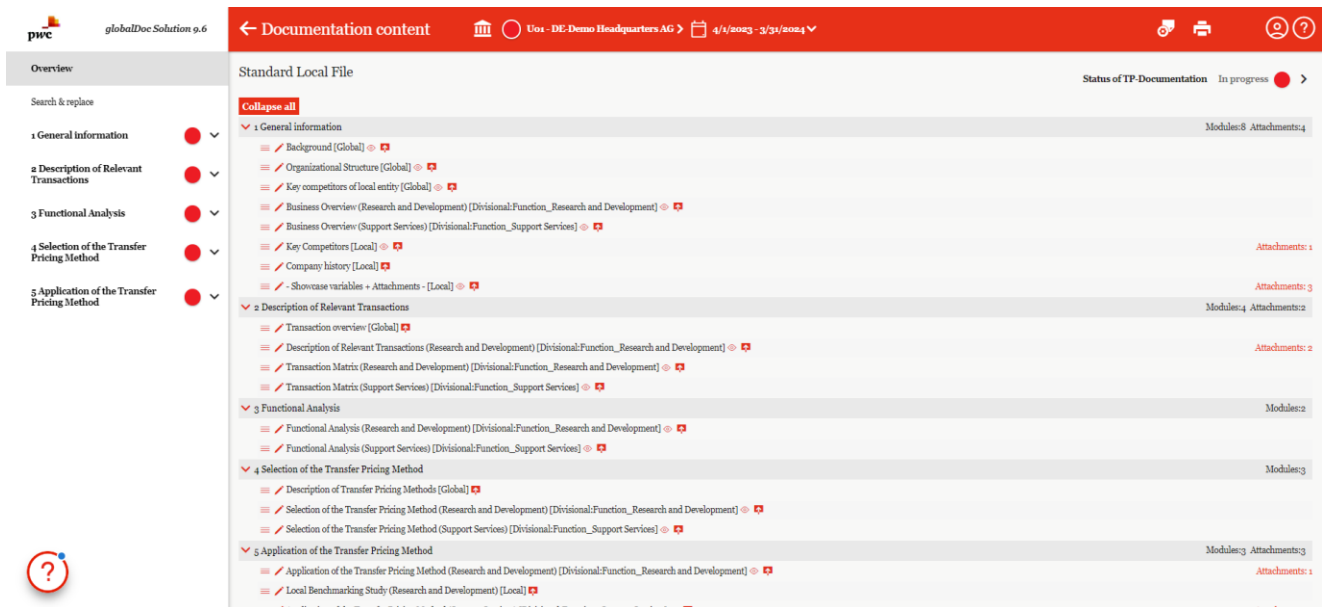 pwc
globalDoc Solution 9.6
Documentation content
U01 - DE-Demo Headquarters AG
4/1/2023 - 3/31/2024
?
Overview
Search & replace
1 General information
2 Description of Relevant
Transactions
3 Functional Analysis
4 Selection of the Transfer
Pricing Method
5 Application of the Transfer
Pricing Method
?
Standard Local File
Status of TP-Documentation In progress
Collapse all
1 General information Modules:8 Attachments:4
Background [Global]
Organizational Structure [Global]
Key competitors of local entity [Global]
Business Overview (Research and Development) [Divisional:Function_Research and Development]
Business Overview (Support Services) [Divisional:Function_Support Services]
Key Competitors [Local] Attachments: 1
Company history [Local]
- Showcase variables + Attachments - [Local] Attachments: 3
2 Description of Relevant Transactions Modules:4 Attachments:2
Transaction overview [Global]
Description of Relevant Transactions (Research and Development) [Divisional:Function_Research and Development] Attachments: 2
Transaction Matrix (Research and Development) [Divisional:Function_Research and Development]
Transaction Matrix (Support Services) [Divisional:Function_Support Services]
3 Functional Analysis Modules:2
Functional Analysis (Research and Development) [Divisional:Function_Research and Development]
Functional Analysis (Support Services) [Divisional:Function_Support Services]
4 Selection of the Transfer Pricing Method Modules:3
Description of Transfer Pricing Methods [Global]
Selection of the Transfer Pricing Method (Research and Development) [Divisional:Function_Research and Development]
Selection of the Transfer Pricing Method (Support Services) [Divisional:Function_Support Services]
5 Application of the Transfer Pricing Method Modules:3 Attachments:3
Application of the Transfer Pricing Method (Research and Development) [Divisional:Function_Research and Development] Attachments: 1
Local Benchmarking Study (Research and Development) [Local]